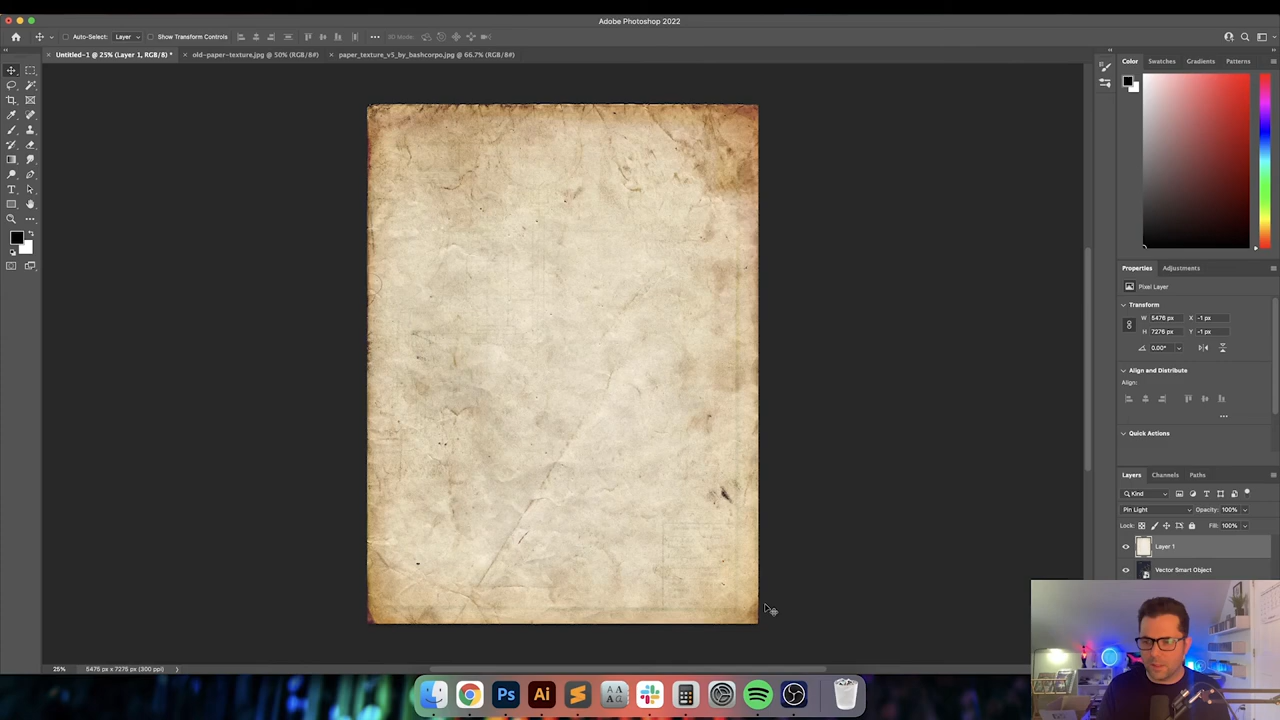 Adobe Photoshop 2022
Auto-Select: Layer Show Transform Controls 3D Mode:
Untitled-1 @ 25% (Layer 1, RGB/8) * old-paper-texture.jpg @ 50% (RGB/8#) paper_texture_v5_by_bashcorpo.jpg @ 66.7% (RGB/8#)
Color Swatches Gradients Patterns
Properties Adjustments
Pixel Layer
Transform
W 5476 px X -1 px
H 7276 px Y -1 px
0.00°
Align and Distribute
Align:
Quick Actions
Layers Channels Paths
Kind
Pin Light Opacity: 100%
Lock: Fill: 100%
Layer 1
Vector Smart Object
25% 5475 px x 7275 px (300 ppi)
Ps Ai